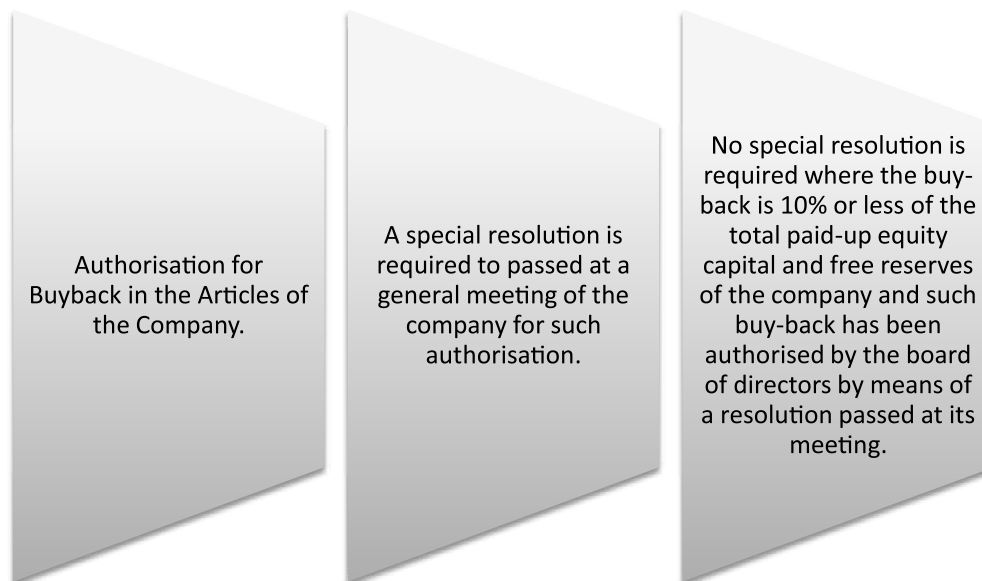 Authorisation for
Buyback in the Articles of
the Company.
A special resolution is
required to passed at a
general meeting of the
company for such
authorisation.
No special resolution is
required where the buy-
back is 10% or less of the
total paid-up equity
capital and free reserves
of the company and such
buy-back has been
authorised by the board
of directors by means of
a resolution passed at its
meeting.